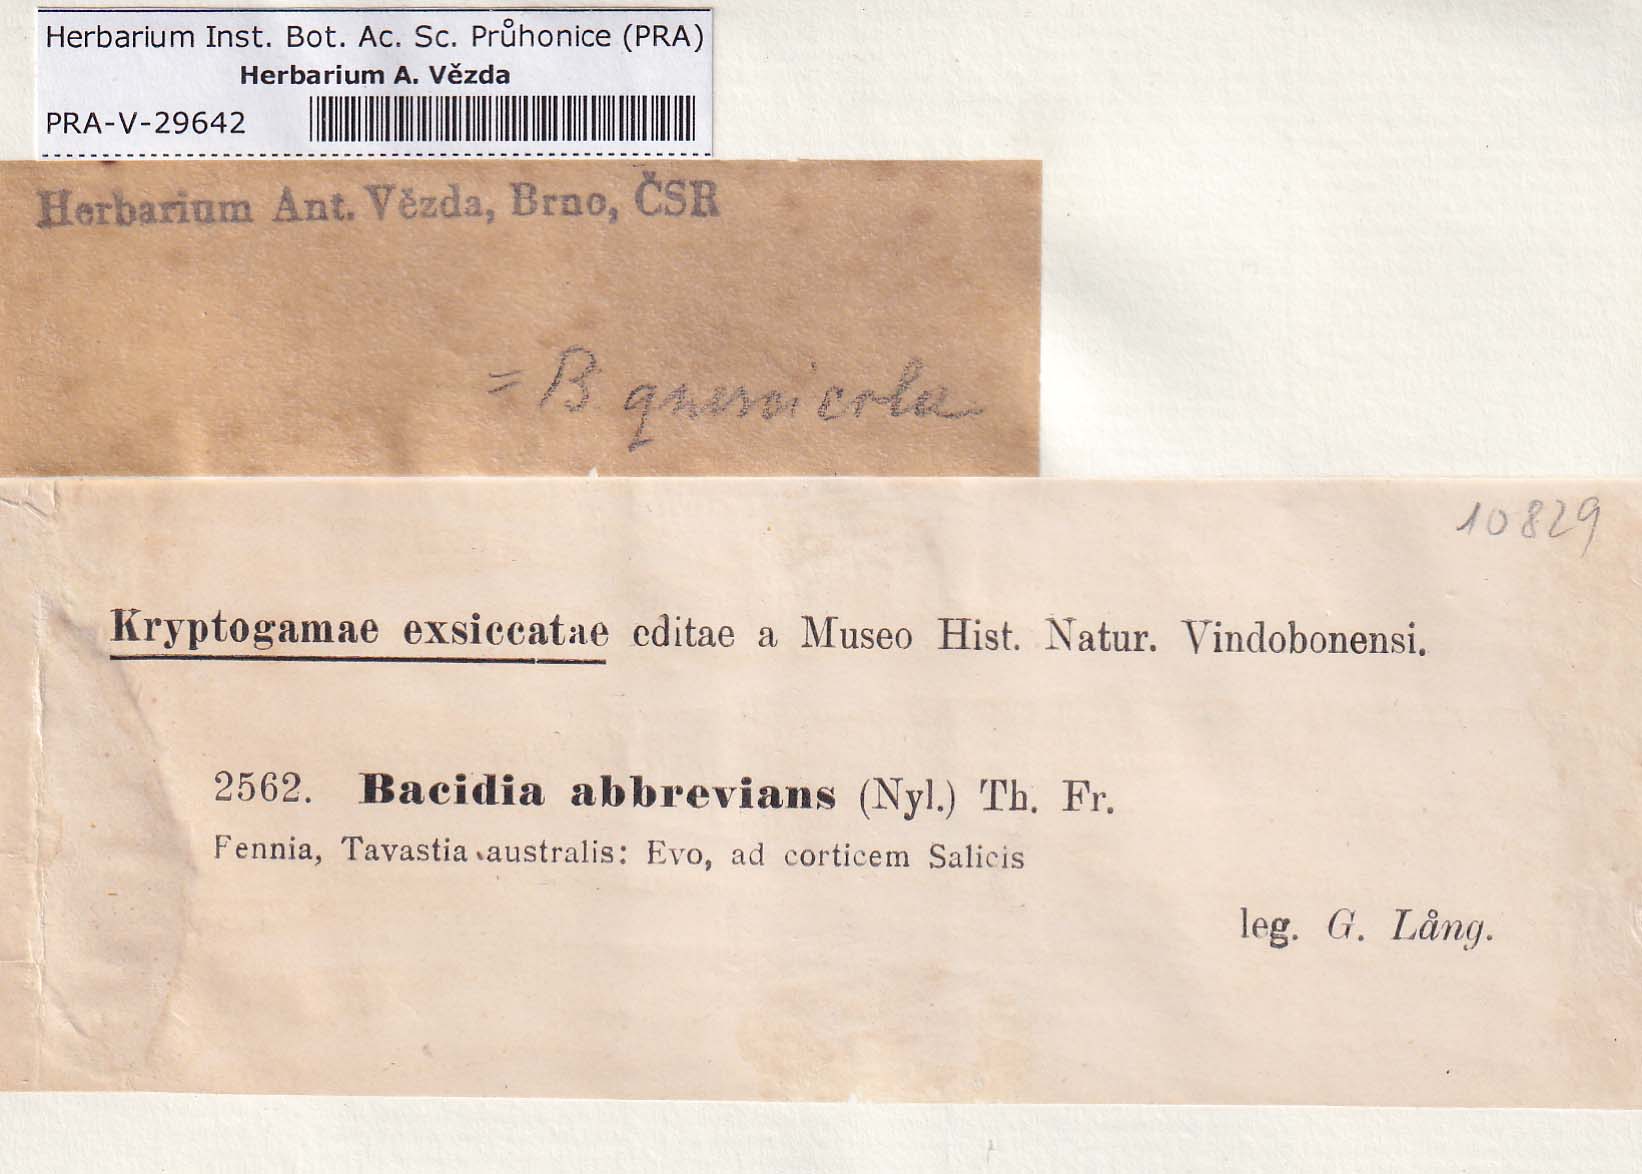 Herbarium Inst. Bot. Ac. Sc. Průhonice (PRA)
Herbarium A. Vězda
PRA-V-29642
Herbarium Ant. Vězda, Brno, ČSR
= B. quercicola
10829
Kryptogamae exsiccatae editae a Museo Hist. Natur. Vindobonensi.
2562. Bacidia abbrevians (Nyl.) Th. Fr.
Fennia, Tavastia australis: Evo, ad corticem Salicis
leg. G. Lång.